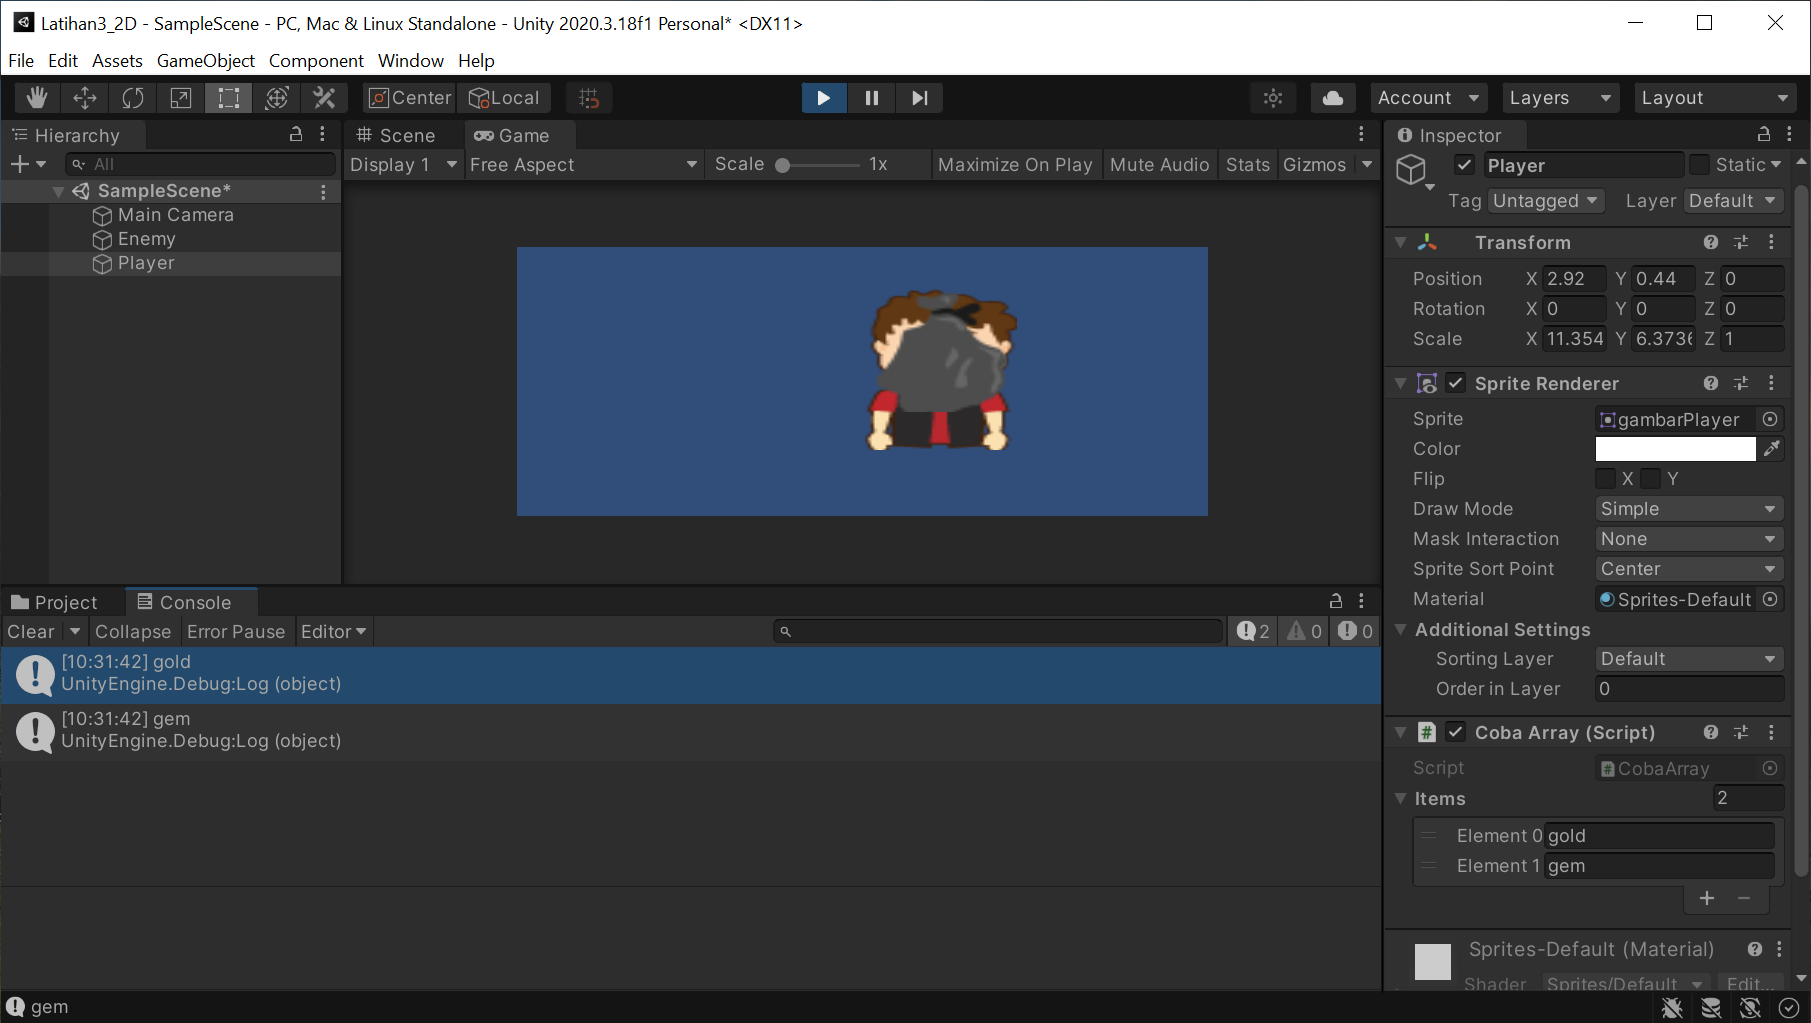 Latihan3_2D - SampleScene - PC, Mac & Linux Standalone - Unity 2020.3.18f1 Personal* <DX11>
File Edit Assets GameObject Component Window Help
Center Local Account Layers Layout
Hierarchy
All
SampleScene*
Main Camera
Enemy
Player
Scene Game
Display 1 Free Aspect Scale 1x Maximize On Play Mute Audio Stats Gizmos
Project Console
Clear Collapse Error Pause Editor 2 0 0
[10:31:42] gold
UnityEngine.Debug:Log (object)
[10:31:42] gem
UnityEngine.Debug:Log (object)
gem
Inspector
Player Static
Tag Untagged Layer Default
Transform
Position X 2.92 Y 0.44 Z 0
Rotation X 0 Y 0 Z 0
Scale X 11.354 Y 6.3736 Z 1
Sprite Renderer
Sprite gambarPlayer
Color
Flip X Y
Draw Mode Simple
Mask Interaction None
Sprite Sort Point Center
Material Sprites-Default
Additional Settings
Sorting Layer Default
Order in Layer 0
# Coba Array (Script)
Script # CobaArray
Items 2
Element 0 gold
Element 1 gem
Sprites-Default (Material)
Shader Sprites/Default Edit...